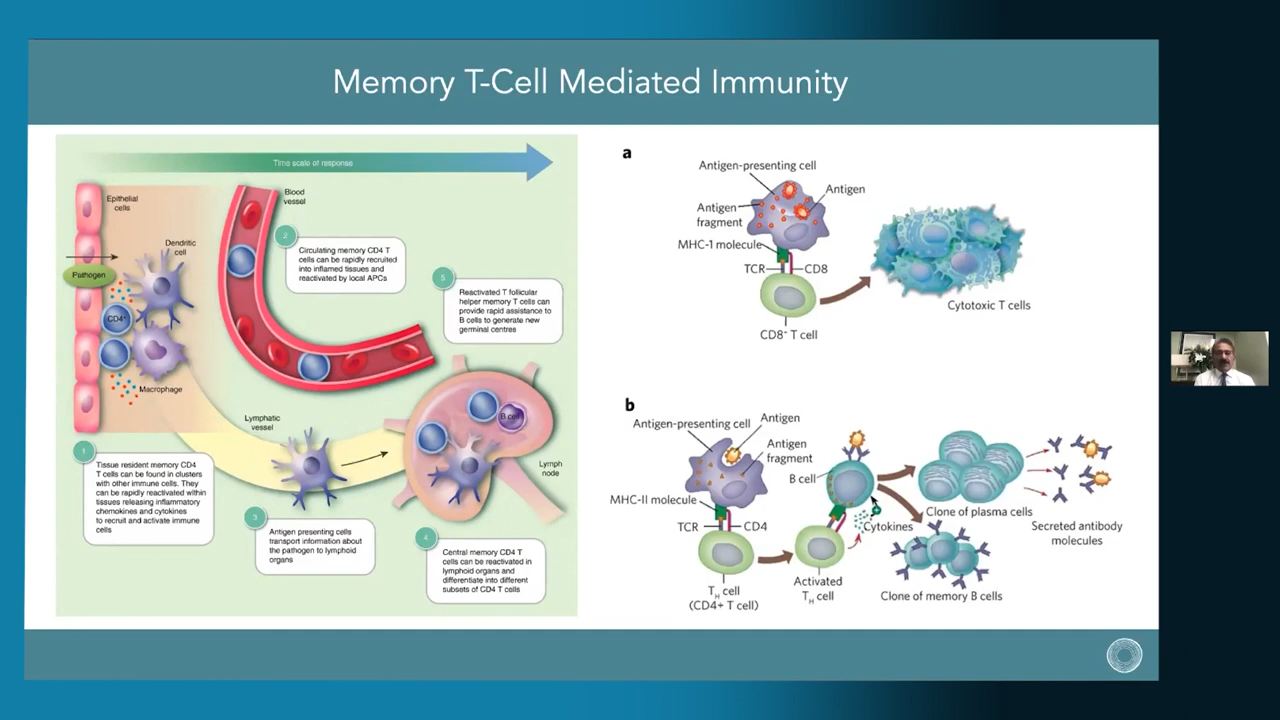 Memory T-Cell Mediated Immunity
Time scale of response
Epithelial
cells
Blood
vessel
Dendritic
cell
Pathogen
CD4+
Macrophage
2
Circulating memory CD4 T
cells can be rapidly recruited
into inflamed tissues and
reactivated by local APCs
5
Reactivated T follicular
helper memory T cells can
provide rapid assistance to
B cells to generate new
germinal centres
Lymphatic
vessel
B cell
Lymph
node
1
Tissue resident memory CD4
T cells can be found in clusters
with other immune cells. They
can be rapidly reactivated within
tissues releasing inflammatory
chemokines and cytokines
to recruit and activate immune
cells
3
Antigen presenting cells
transport information about
the pathogen to lymphoid
organs
4
Central memory CD4 T
cells can be reactivated in
lymphoid organs and
differentiate into different
subsets of CD4 T cells
a
Antigen-presenting cell
Antigen
Antigen
fragment
MHC-1 molecule
TCR
CD8
CD8+ T cell
Cytotoxic T cells
b
Antigen-presenting cell
Antigen
Antigen
fragment
MHC-II molecule
TCR
CD4
TH cell
(CD4+ T cell)
B cell
Cytokines
Activated
TH cell
Clone of plasma cells
Secreted antibody
molecules
Clone of memory B cells